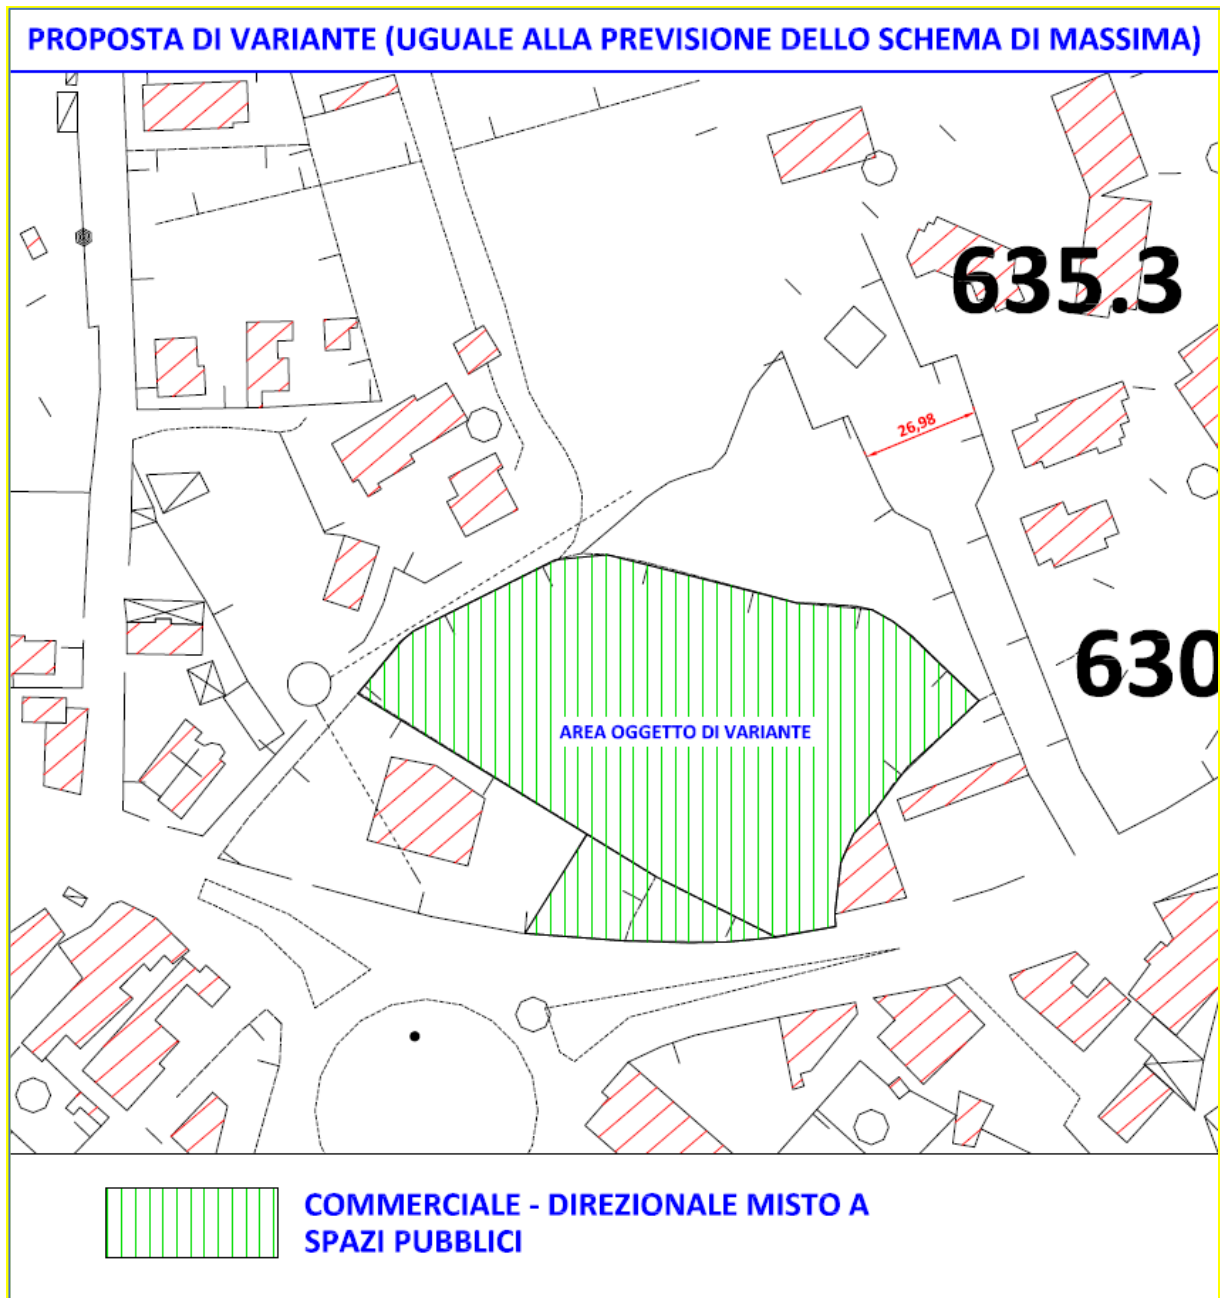 PROPOSTA DI VARIANTE (UGUALE ALLA PREVISIONE DELLO SCHEMA DI MASSIMA)
635.3
26,98
630
AREA OGGETTO DI VARIANTE
COMMERCIALE - DIREZIONALE MISTO A
SPAZI PUBBLICI